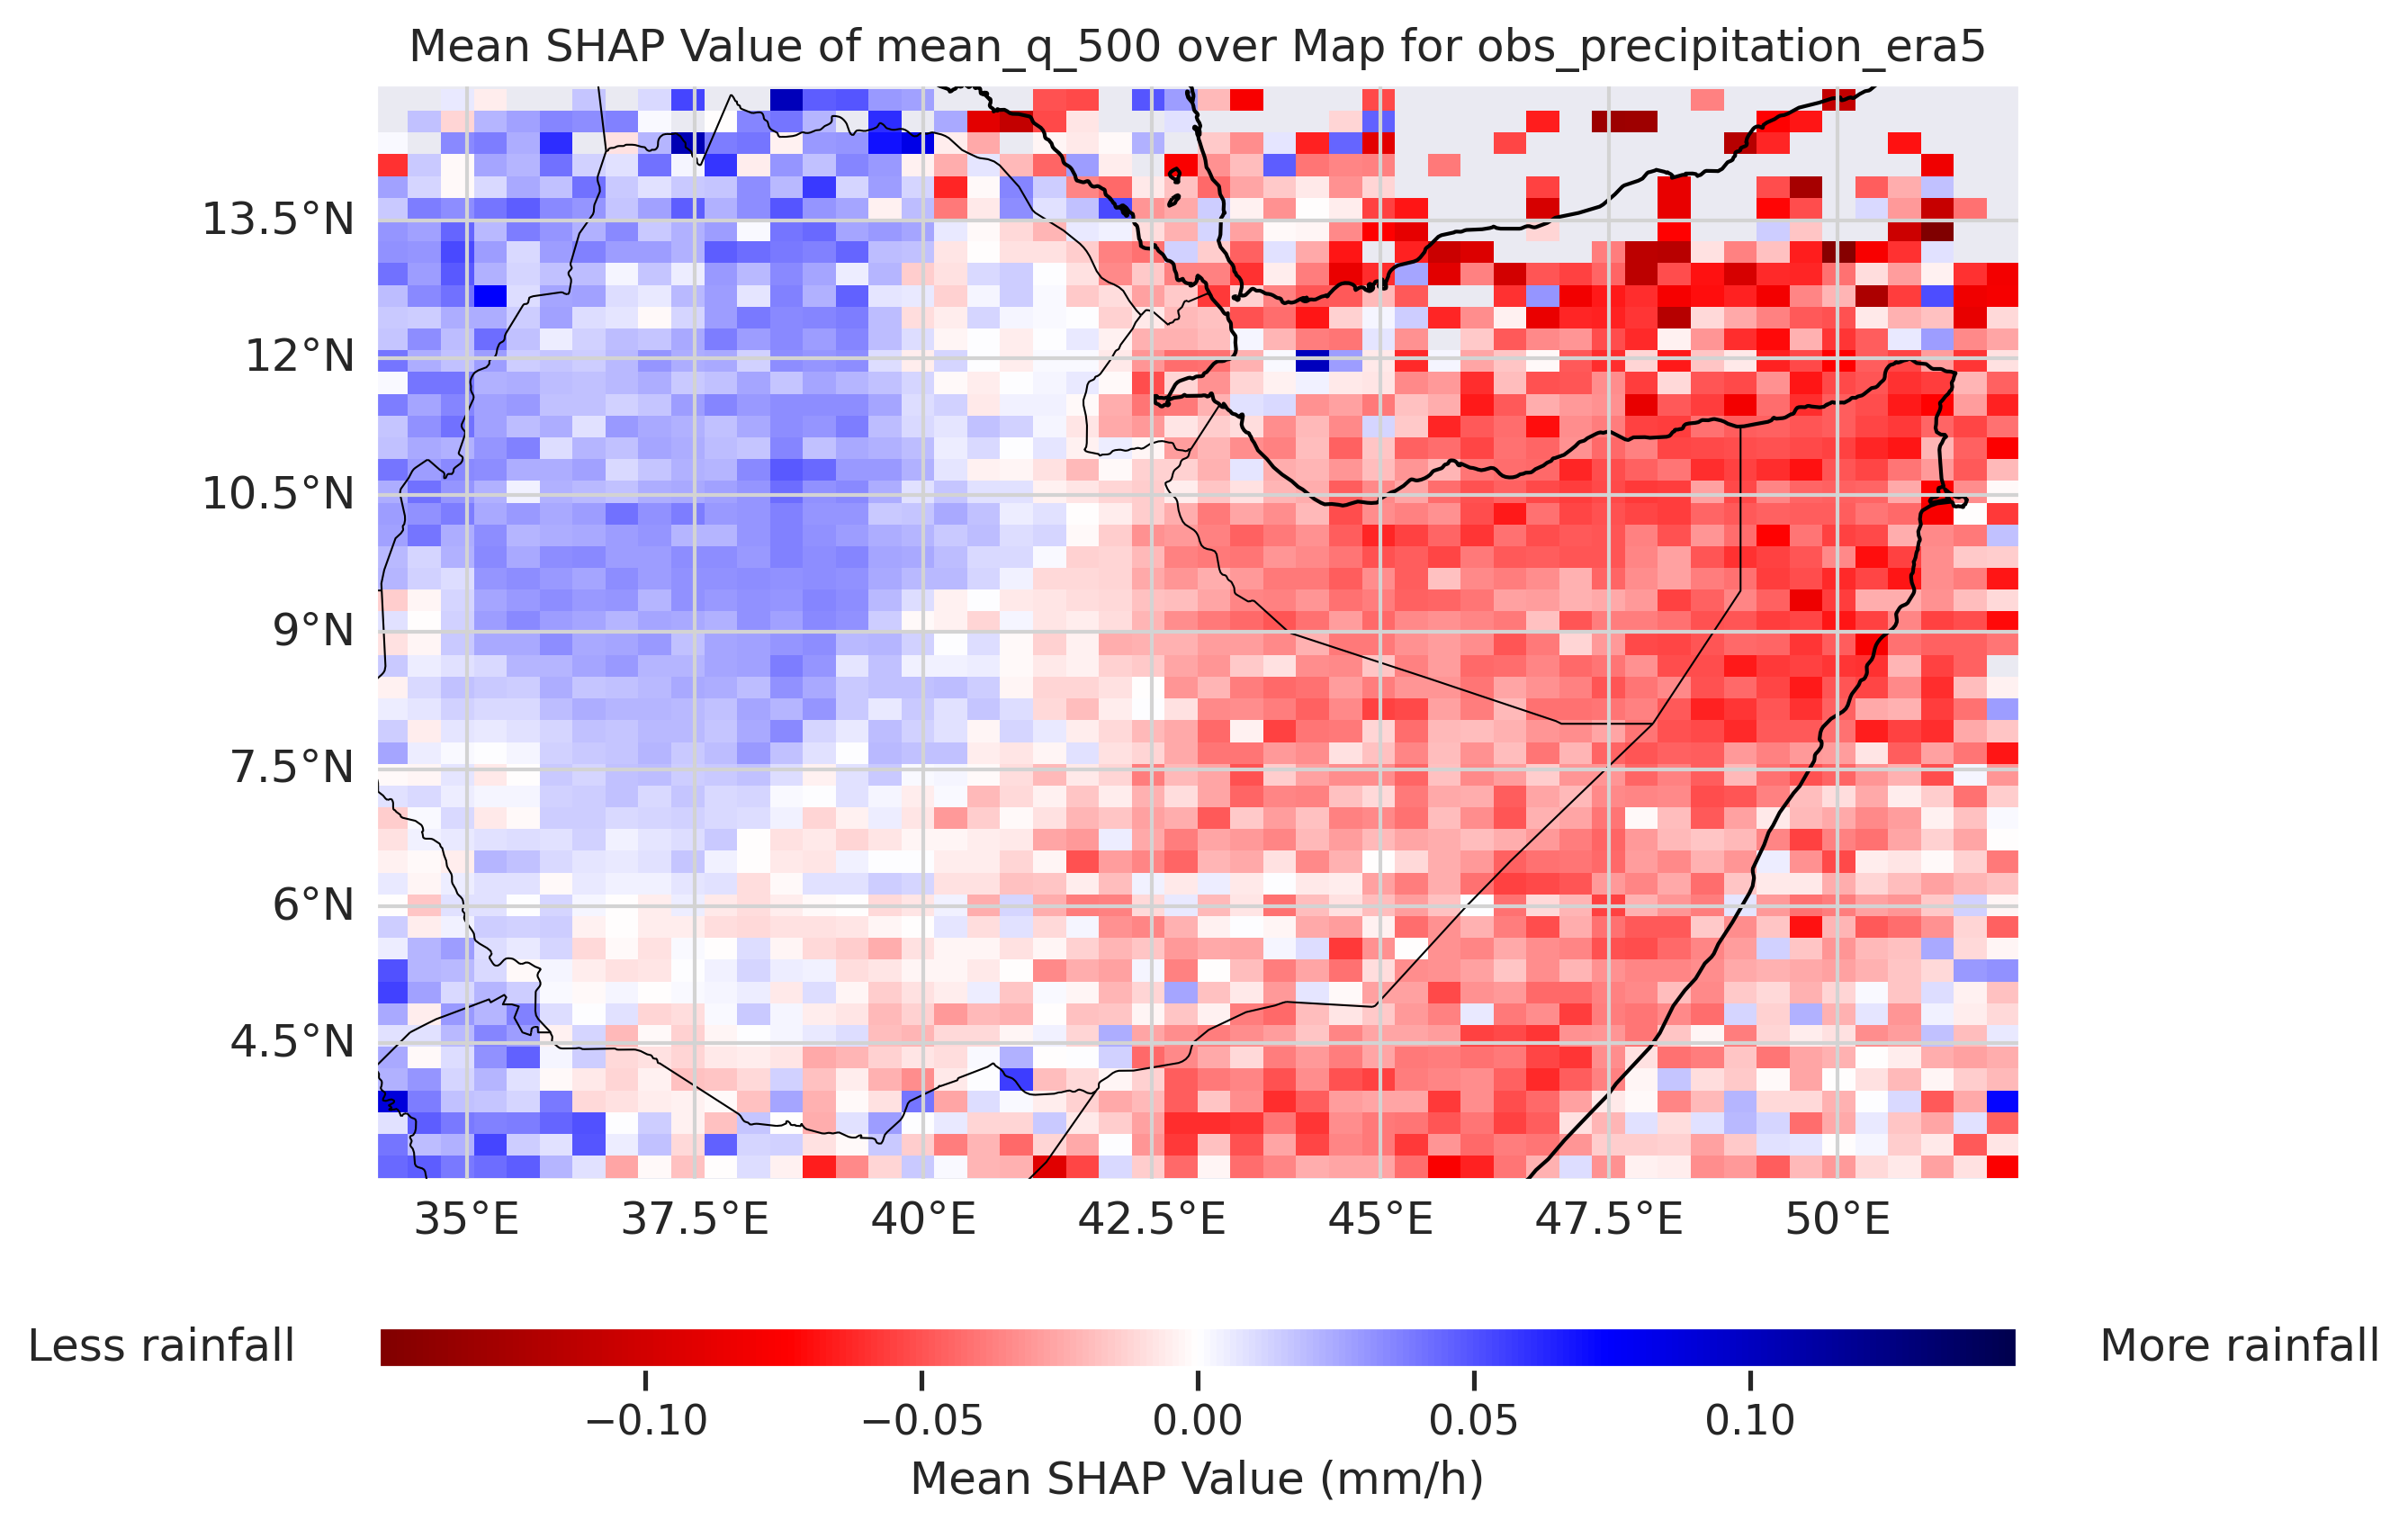 Mean SHAP Value of mean_q_500 over Map for obs_precipitation_era5
13.5°N
12°N
10.5°N
9°N
7.5°N
6°N
4.5°N
35°E 37.5°E 40°E 42.5°E 45°E 47.5°E 50°E
Less rainfall More rainfall
−0.10 −0.05 0.00 0.05 0.10
Mean SHAP Value (mm/h)